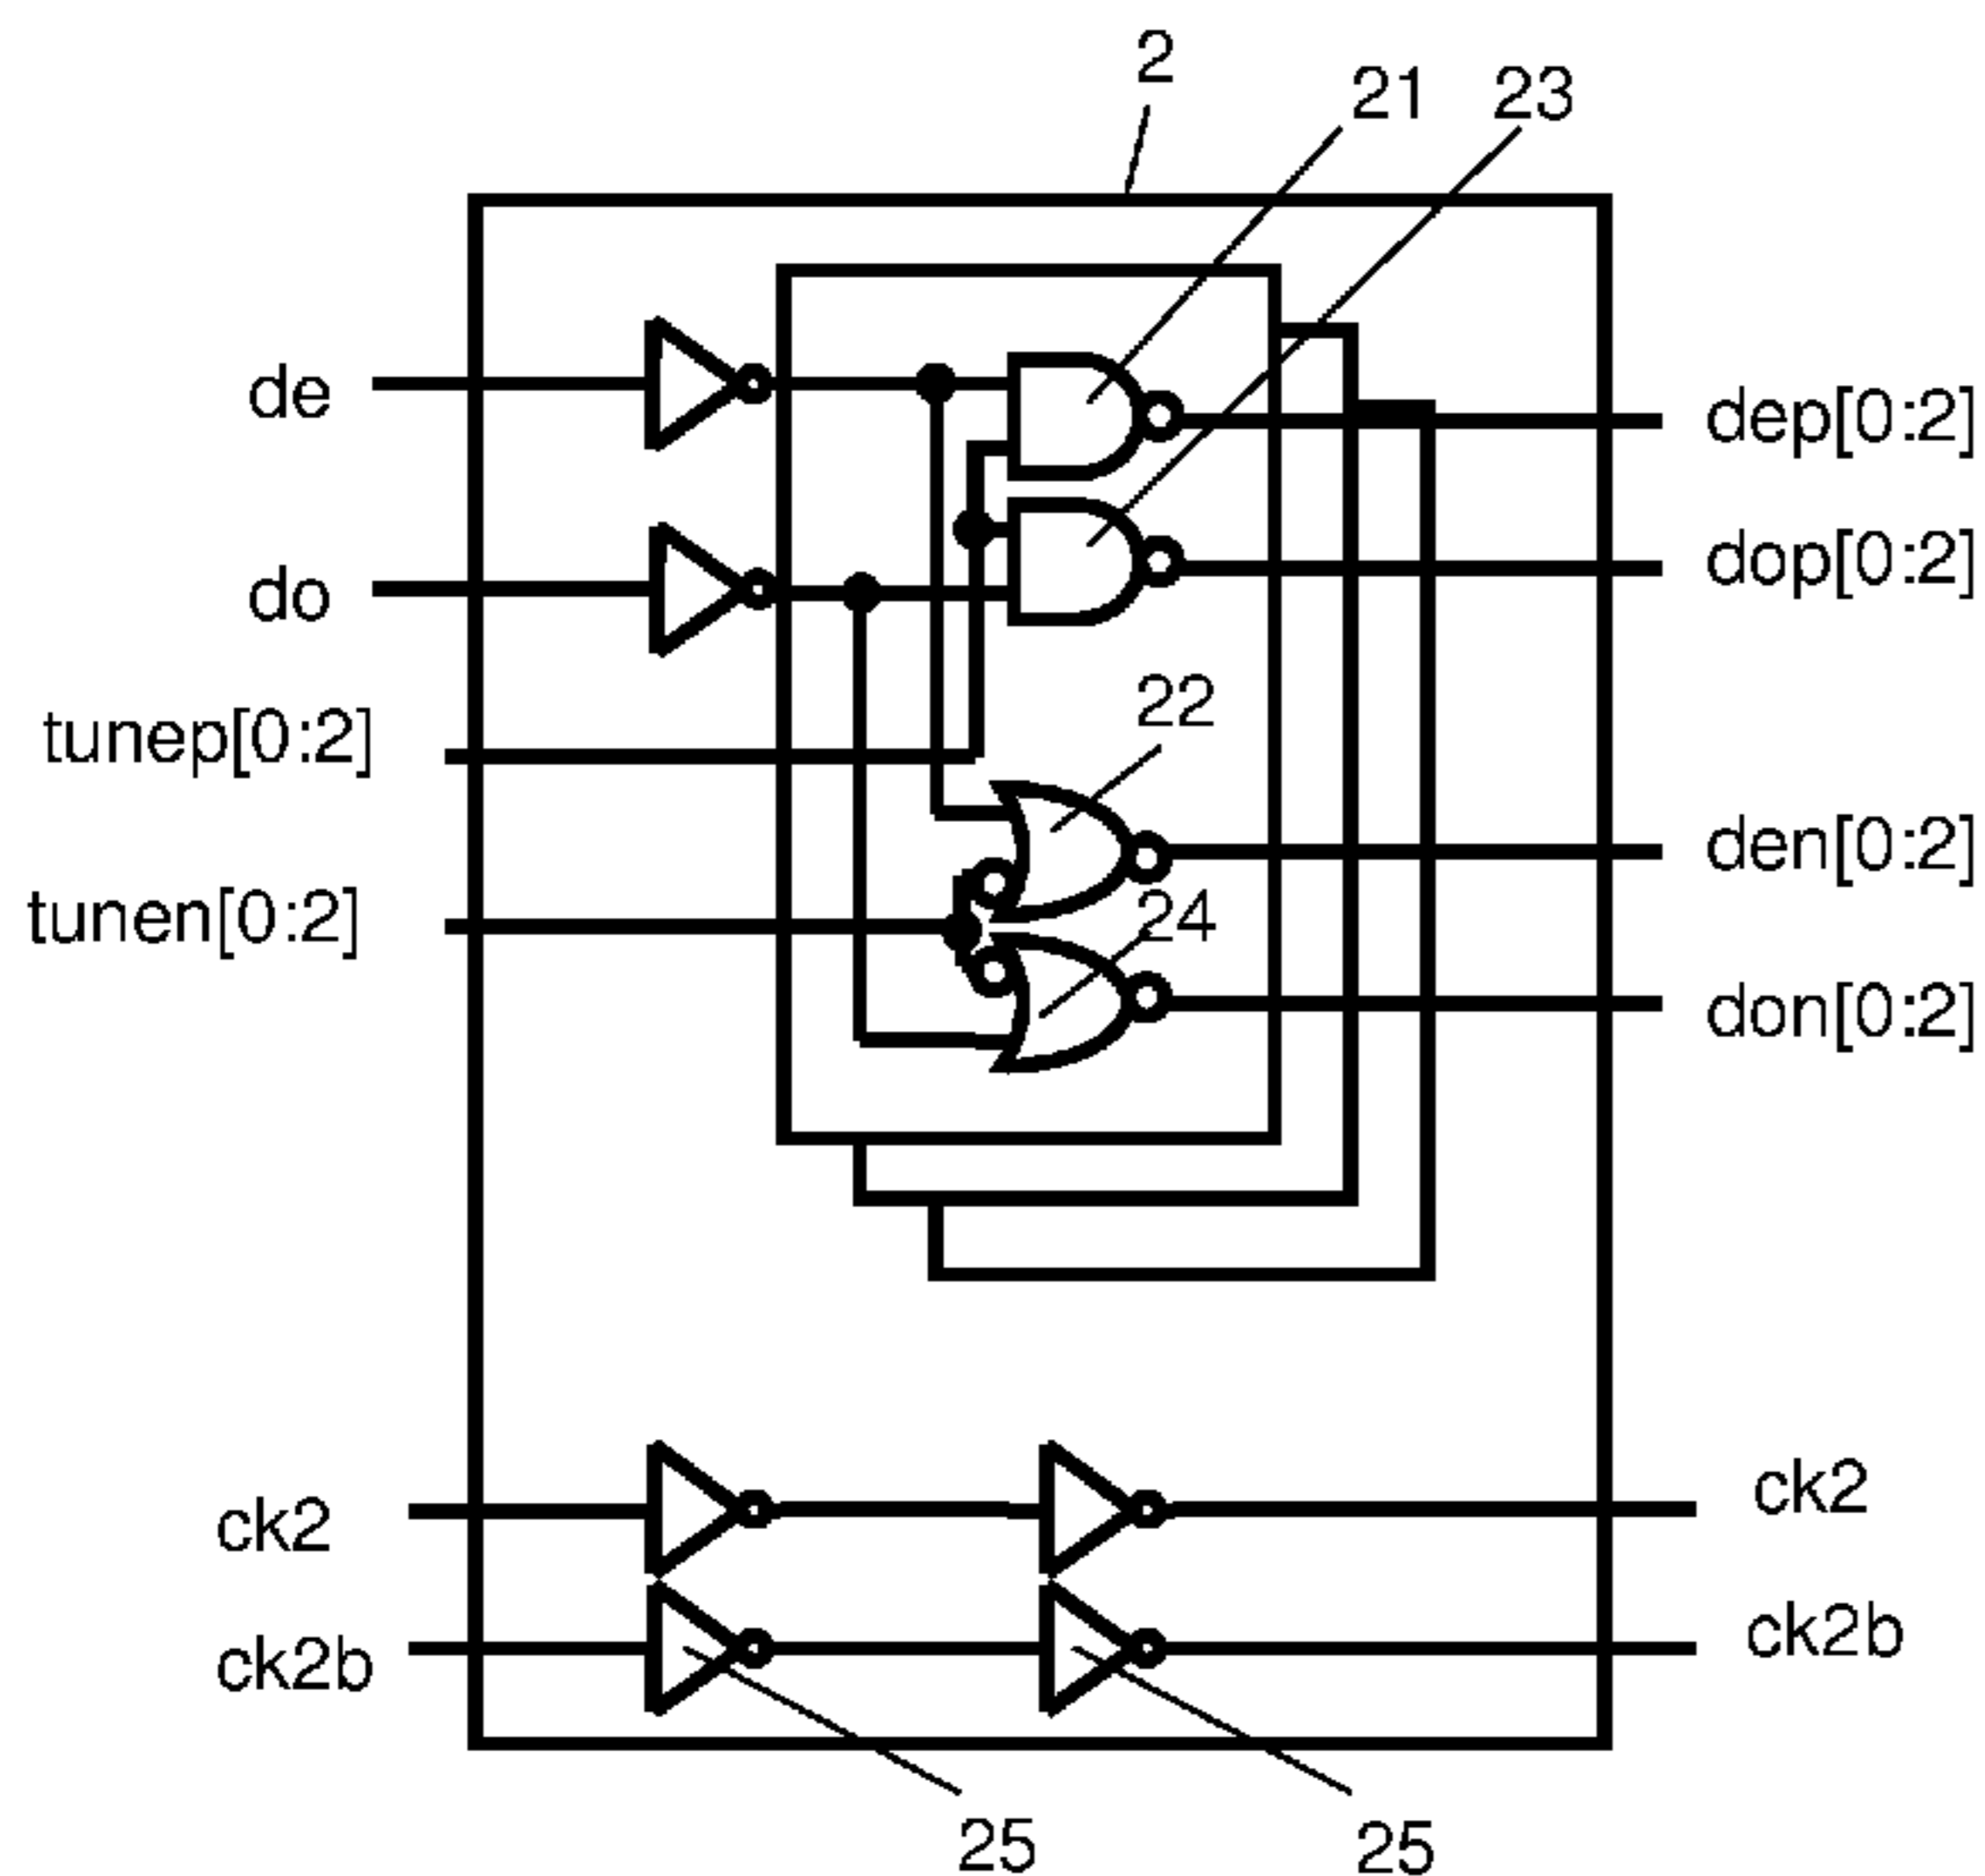 2
21
23
de
dep[0:2]
do
dop[0:2]
22
tunep[0:2]
den[0:2]
tunen[0:2]
24
don[0:2]
ck2
ck2
ck2b
ck2b
25
25